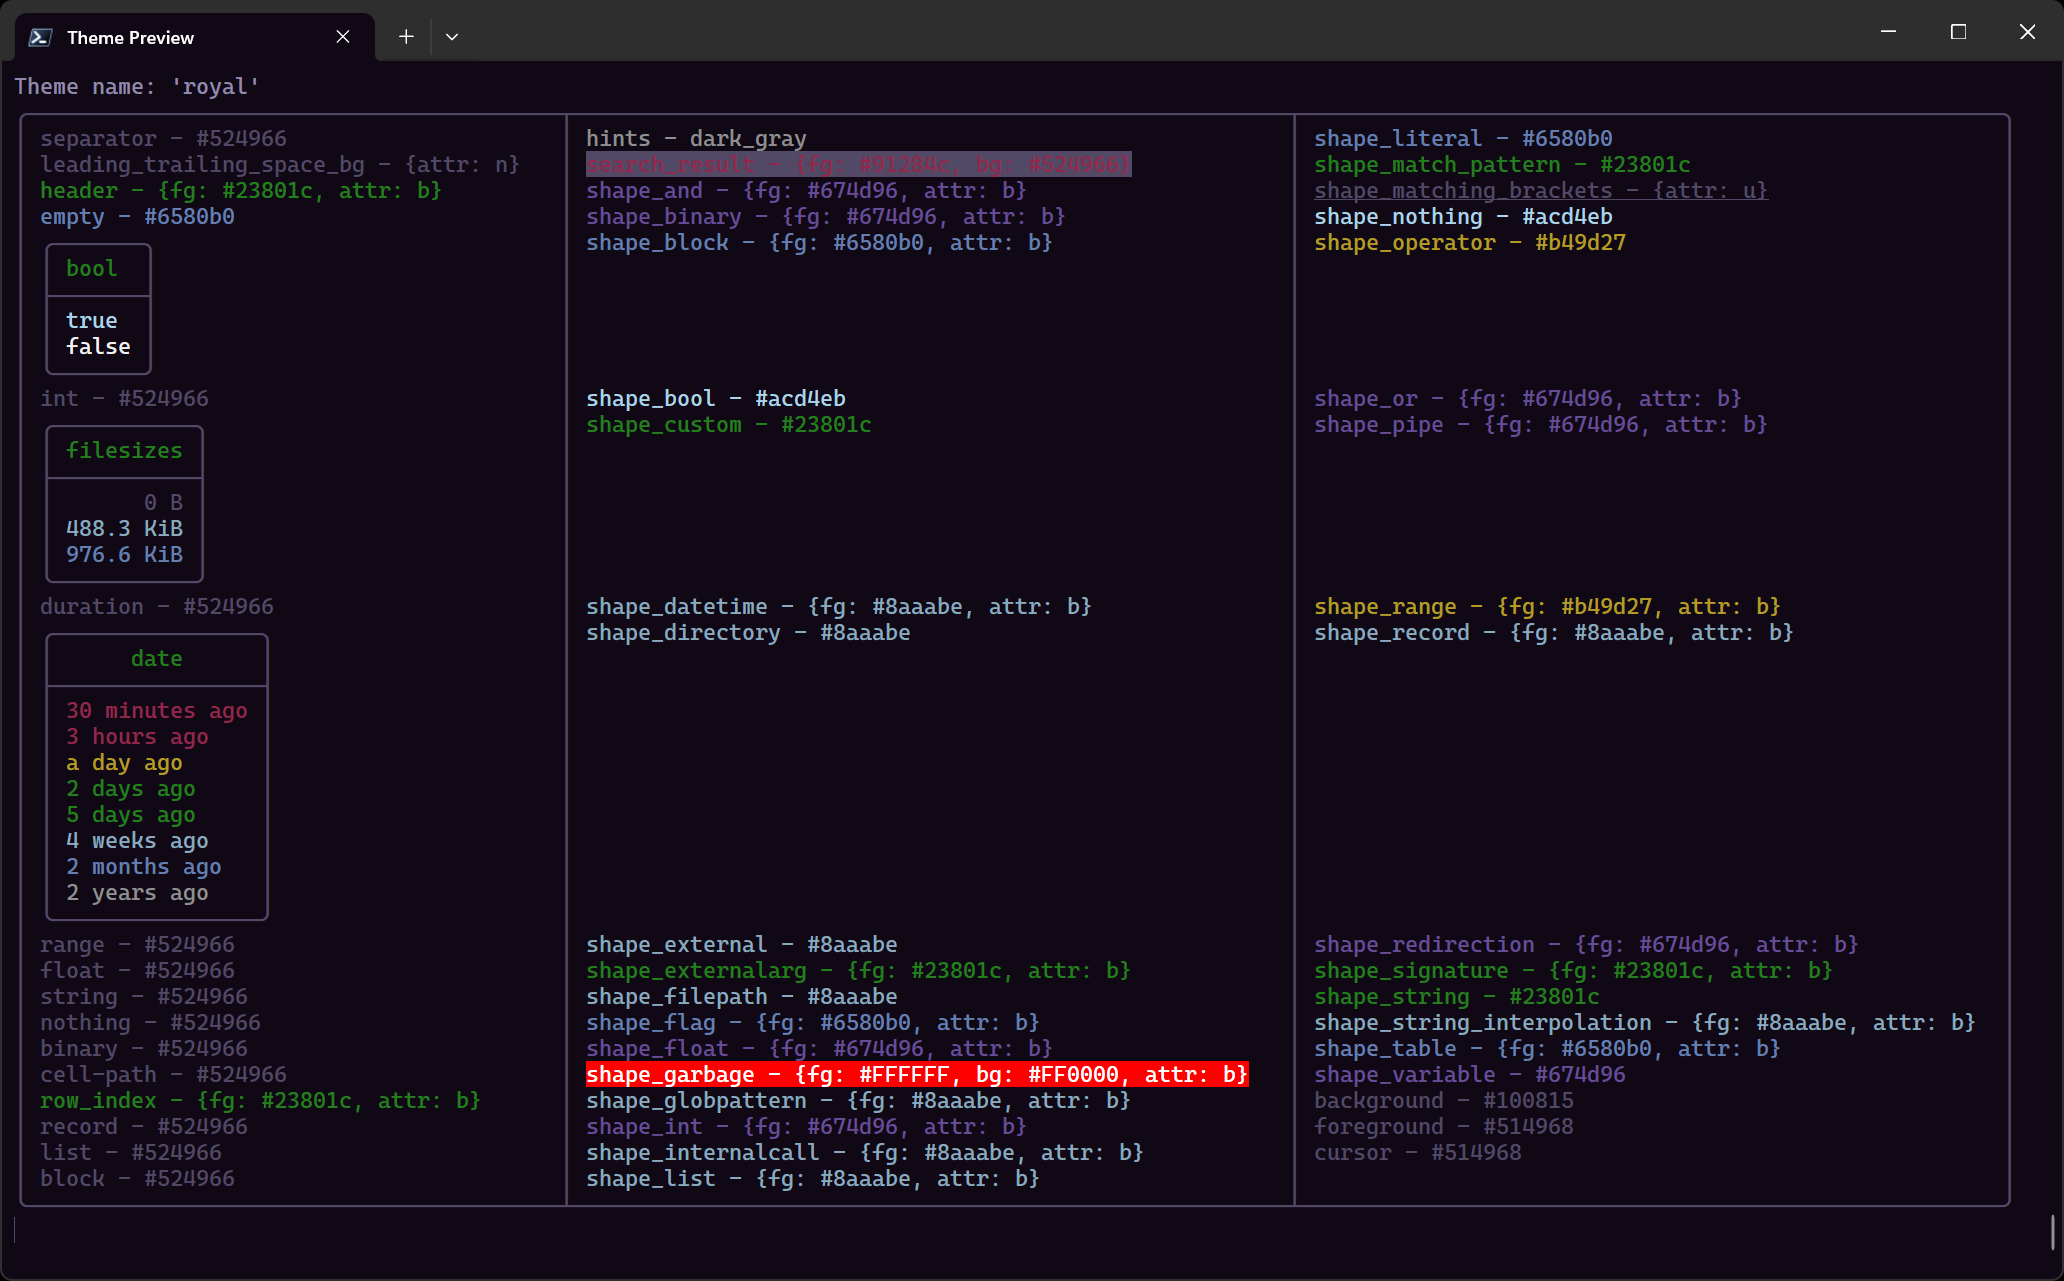 Theme Preview
Theme name: 'royal'
separator - #524966
leading_trailing_space_bg - {attr: n}
header - {fg: #23801c, attr: b}
empty - #6580b0
bool
true
false
int - #524966
filesizes
0 B
488.3 KiB
976.6 KiB
duration - #524966
date
30 minutes ago
3 hours ago
a day ago
2 days ago
5 days ago
4 weeks ago
2 months ago
2 years ago
range - #524966
float - #524966
string - #524966
nothing - #524966
binary - #524966
cell-path - #524966
row_index - {fg: #23801c, attr: b}
record - #524966
list - #524966
block - #524966
hints - dark_gray
search_result - {fg: #91284c, bg: #524966}
shape_and - {fg: #674d96, attr: b}
shape_binary - {fg: #674d96, attr: b}
shape_block - {fg: #6580b0, attr: b}
shape_bool - #acd4eb
shape_custom - #23801c
shape_datetime - {fg: #8aaabe, attr: b}
shape_directory - #8aaabe
shape_external - #8aaabe
shape_externalarg - {fg: #23801c, attr: b}
shape_filepath - #8aaabe
shape_flag - {fg: #6580b0, attr: b}
shape_float - {fg: #674d96, attr: b}
shape_garbage - {fg: #FFFFFF, bg: #FF0000, attr: b}
shape_globpattern - {fg: #8aaabe, attr: b}
shape_int - {fg: #674d96, attr: b}
shape_internalcall - {fg: #8aaabe, attr: b}
shape_list - {fg: #8aaabe, attr: b}
shape_literal - #6580b0
shape_match_pattern - #23801c
shape_matching_brackets - {attr: u}
shape_nothing - #acd4eb
shape_operator - #b49d27
shape_or - {fg: #674d96, attr: b}
shape_pipe - {fg: #674d96, attr: b}
shape_range - {fg: #b49d27, attr: b}
shape_record - {fg: #8aaabe, attr: b}
shape_redirection - {fg: #674d96, attr: b}
shape_signature - {fg: #23801c, attr: b}
shape_string - #23801c
shape_string_interpolation - {fg: #8aaabe, attr: b}
shape_table - {fg: #6580b0, attr: b}
shape_variable - #674d96
background - #100815
foreground - #514968
cursor - #514968